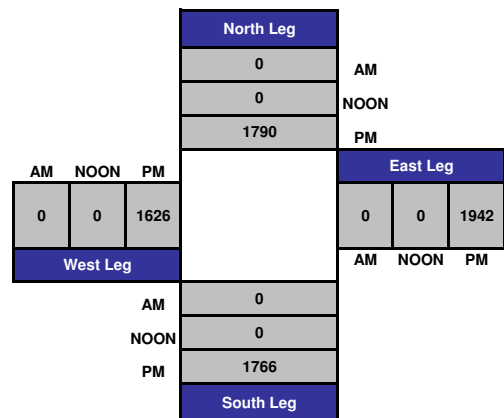 North Leg
0 AM
0 NOON
1790 PM
AM NOON PM East Leg
0 0 1626 0 0 1942
West Leg AM NOON PM
AM 0
NOON 0
PM 1766
South Leg